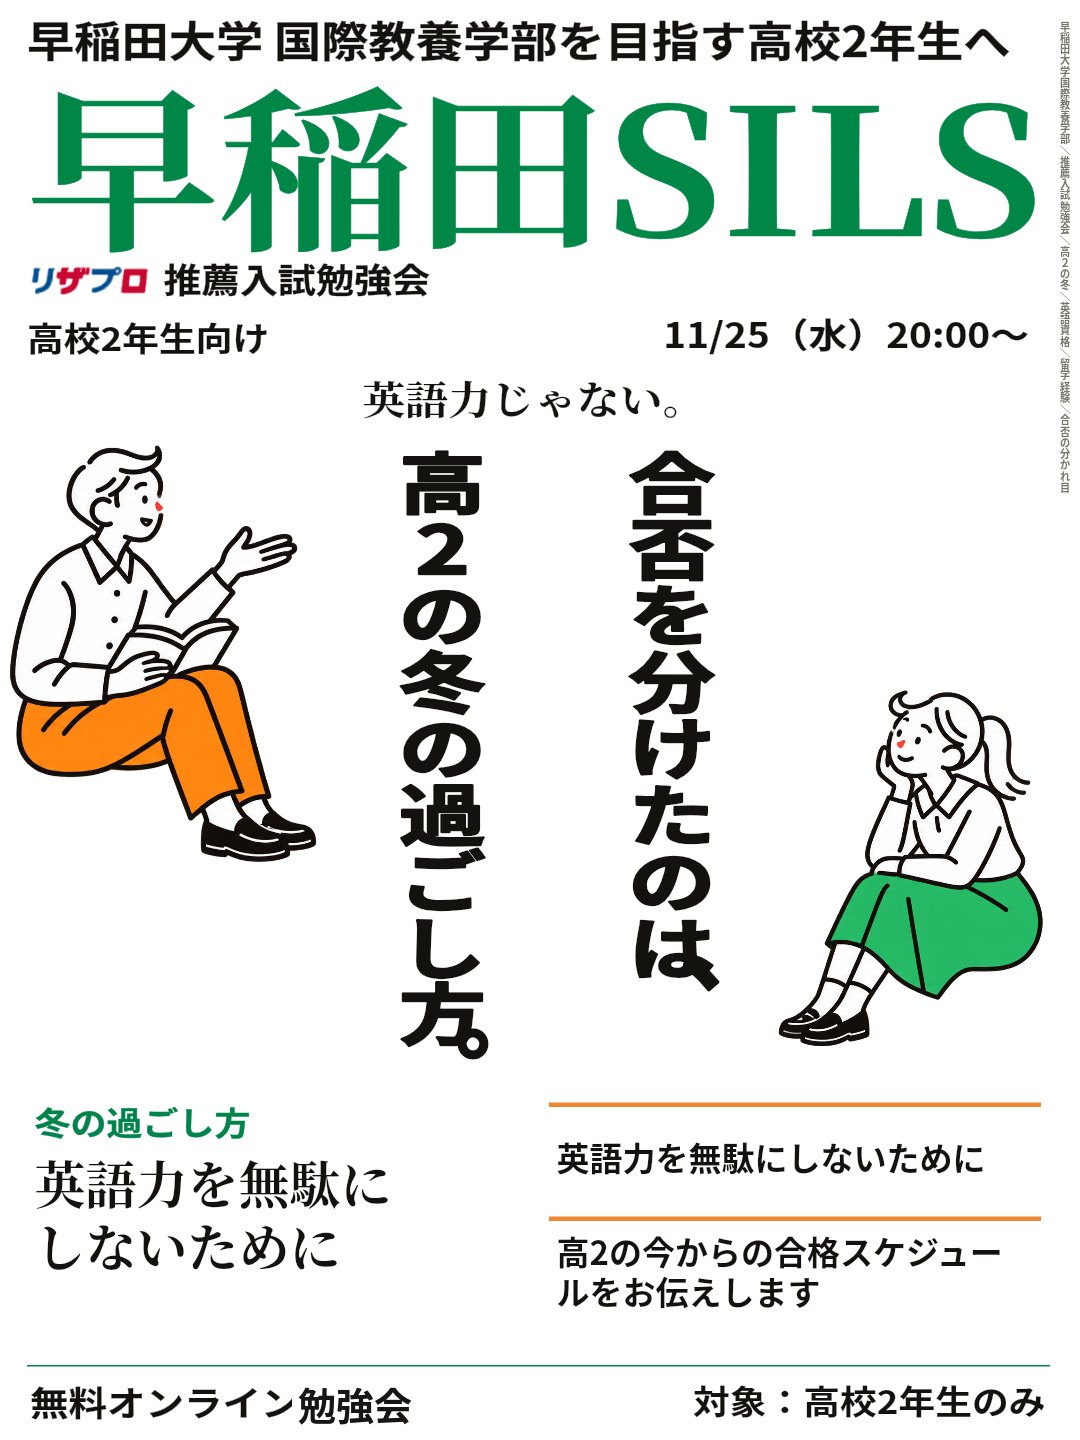 早稲田大学 国際教養学部を目指す高校2年生へ
早稲田SILS
リザプロ 推薦入試勉強会
高校2年生向け
11/25（水）20:00〜
英語力じゃない。
合否を分けたのは、
高2の冬の過ごし方。
冬の過ごし方
英語力を無駄に
しないために
英語力を無駄にしないために
高2の今からの合格スケジュー
ルをお伝えします
無料オンライン勉強会
対象：高校2年生のみ
早稲田大学国際教養学部／推薦入試勉強会／高2の冬／英語資格／留学経験／合否の分かれ目